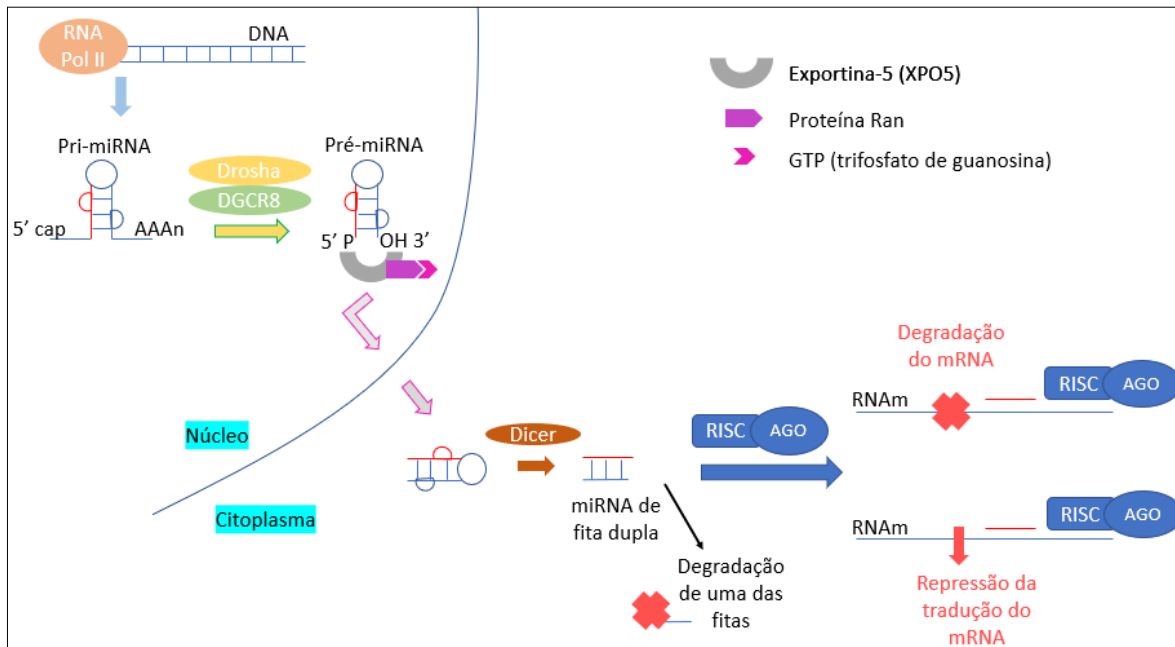 RNA
Pol II
DNA
Pri-miRNA
5' cap
AAAn
Drosha
DGCR8
Pré-miRNA
5' P
OH 3'
Exportina-5 (XPO5)
Proteína Ran
GTP (trifosfato de guanosina)
Núcleo
Citoplasma
Dicer
miRNA de
fita dupla
Degradação
de uma das
fitas
RISC
AGO
Degradação
do mRNA
RNAm
RISC
AGO
RNAm
RISC
AGO
Repressão da
tradução do
mRNA